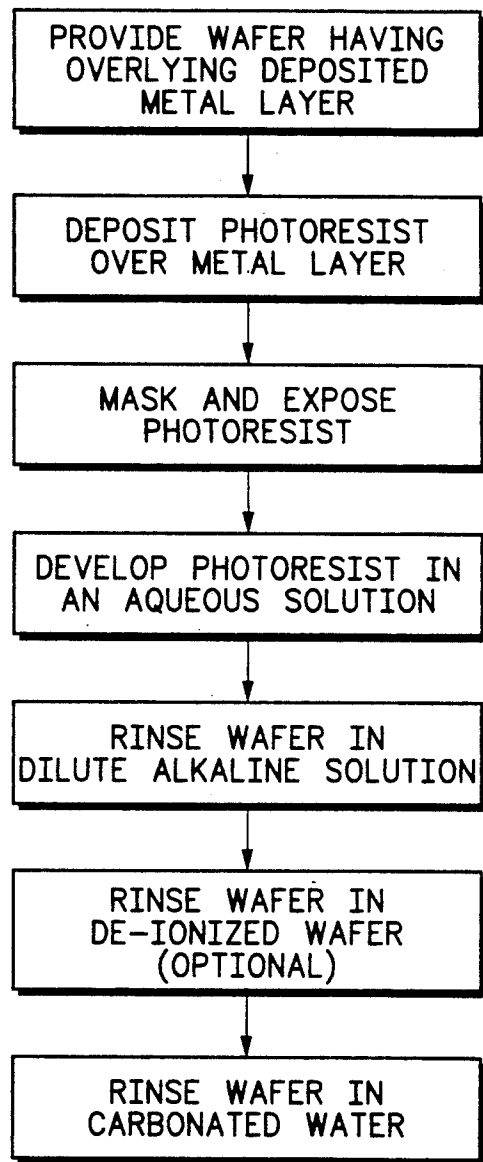 PROVIDE WAFER HAVING
OVERLYING DEPOSITED
METAL LAYER
DEPOSIT PHOTORESIST
OVER METAL LAYER
MASK AND EXPOSE
PHOTORESIST
DEVELOP PHOTORESIST IN
AN AQUEOUS SOLUTION
RINSE WAFER IN
DILUTE ALKALINE SOLUTION
RINSE WAFER IN
DE-IONIZED WAFER
(OPTIONAL)
RINSE WAFER IN
CARBONATED WATER